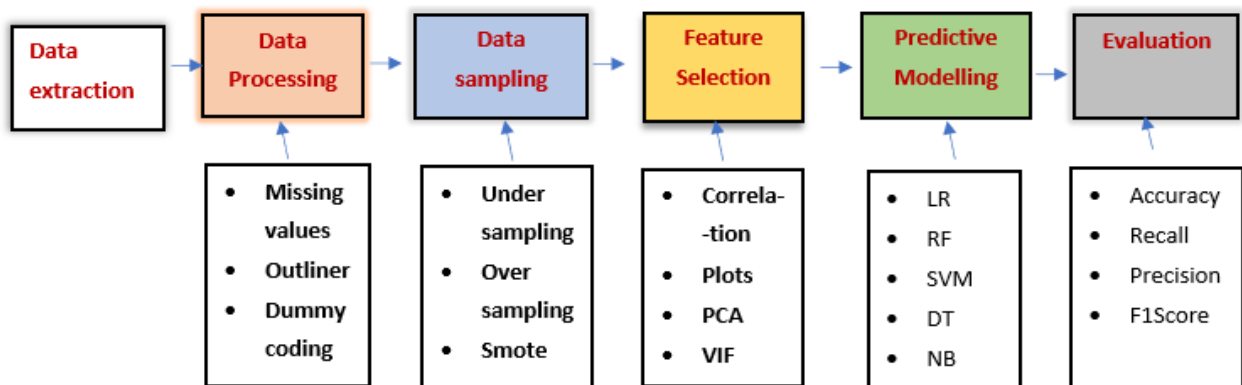 Data
extraction
Data
Processing
Data
sampling
Feature
Selection
Predictive
Modelling
Evaluation
• Missing
values
• Outliner
• Dummy
coding
• Under
sampling
• Over
sampling
• Smote
• Correla-
-tion
• Plots
• PCA
• VIF
• LR
• RF
• SVM
• DT
• NB
• Accuracy
• Recall
• Precision
• F1Score